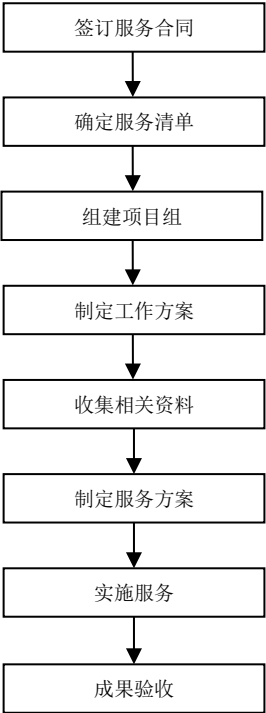 签订服务合同
确定服务清单
组建项目组
制定工作方案
收集相关资料
制定服务方案
实施服务
成果验收